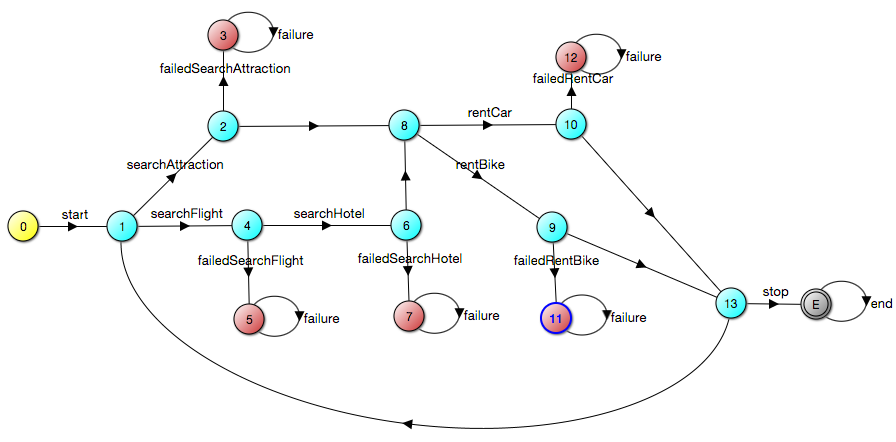 3
failure
failedSearchAttraction
12
failure
failedRentCar
2
8
rentCar
10
searchAttraction
rentBike
0
start
1
searchFlight
4
searchHotel
6
9
failedSearchFlight
failedSearchHotel
failedRentBike
13
stop
E
end
5
failure
7
failure
11
failure